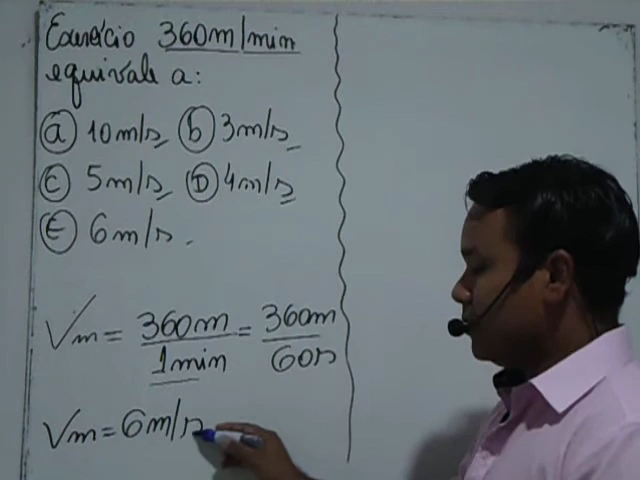 Exercício 360m/min
equivale a:
a 10m/s b 3m/s
C 5m/s D 4m/s
E 6m/s.
Vm = 360m = 360m
1min 60s
Vm = 6m/s